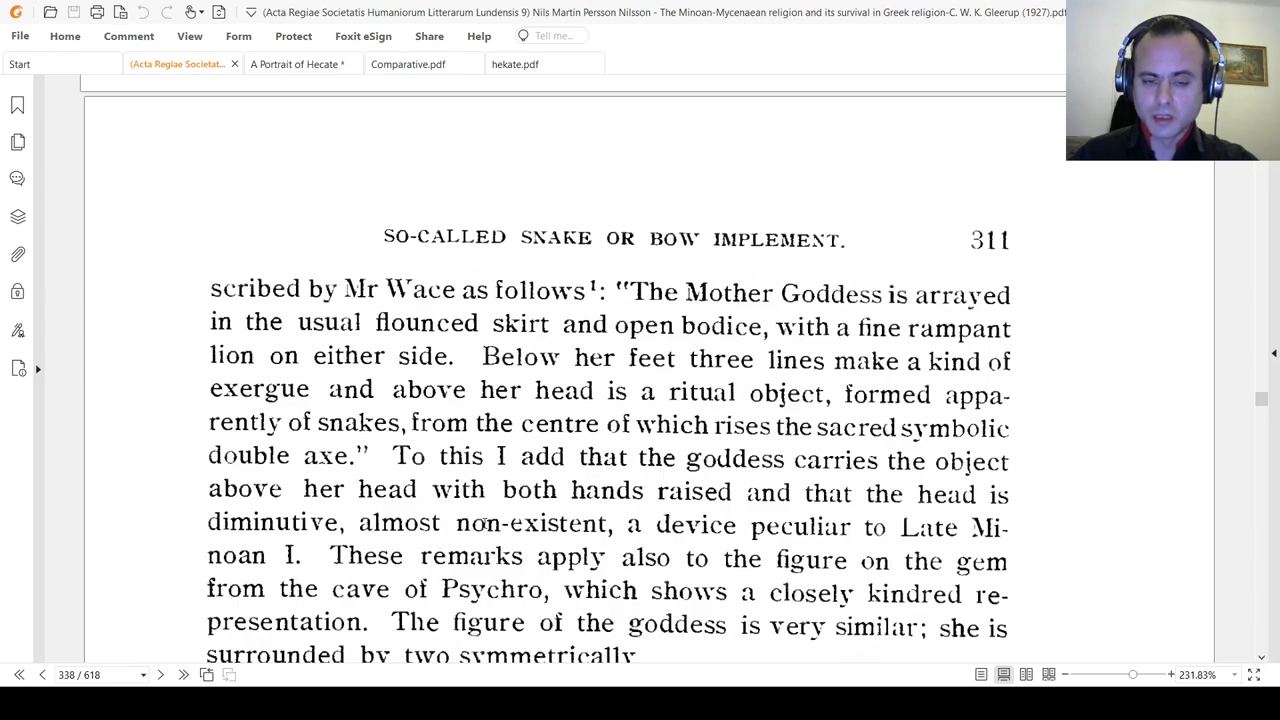 (Acta Regiae Societatis Humaniorum Litterarum Lundensis 9) Nils Martin Persson Nilsson - The Minoan-Mycenaean religion and its survival in Greek religion-C. W. K. Gleerup (1927).pdf
File Home Comment View Form Protect Foxit eSign Share Help Tell me...
Start (Acta Regiae Societat... A Portrait of Hecate * Comparative.pdf hekate.pdf
SO-CALLED SNAKE OR BOW IMPLEMENT. 311
scribed by Mr Wace as follows¹: "The Mother Goddess is arrayed
in the usual flounced skirt and open bodice, with a fine rampant
lion on either side. Below her feet three lines make a kind of
exergue and above her head is a ritual object, formed appa-
rently of snakes, from the centre of which rises the sacred symbolic
double axe." To this I add that the goddess carries the object
above her head with both hands raised and that the head is
diminutive, almost non-existent, a device peculiar to Late Mi-
noan I. These remarks apply also to the figure on the gem
from the cave of Psychro, which shows a closely kindred re-
presentation. The figure of the goddess is very similar; she is
surrounded by two symmetrically
338 / 618 231.83%